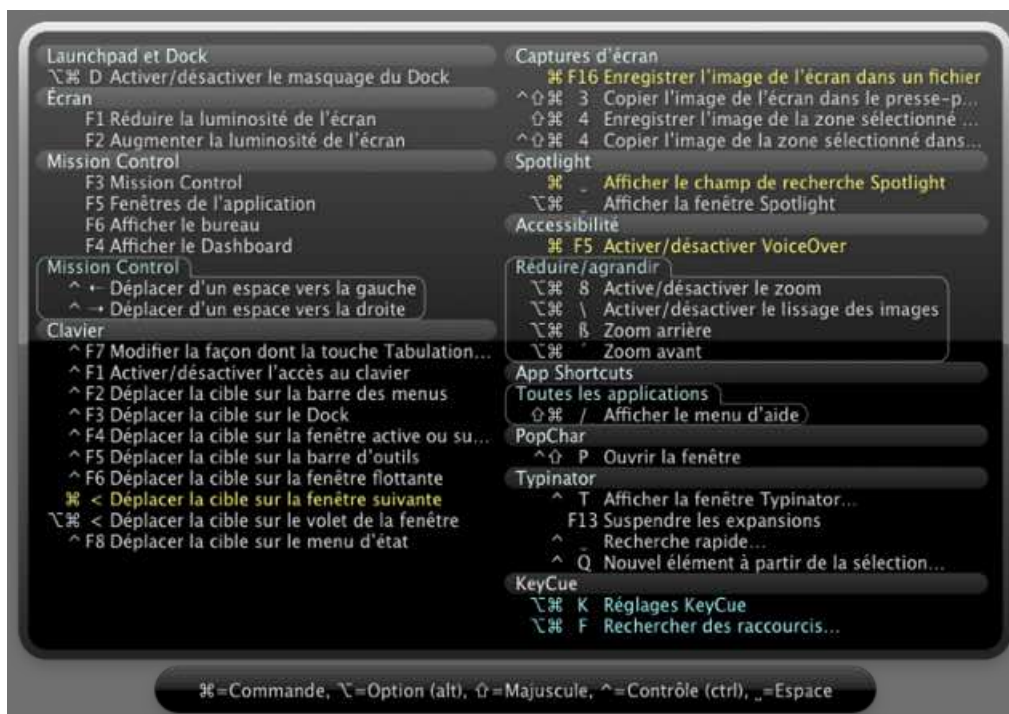 Launchpad et Dock
⌥⌘ D Activer/désactiver le masquage du Dock
Écran
F1 Réduire la luminosité de l'écran
F2 Augmenter la luminosité de l'écran
Mission Control
F3 Mission Control
F5 Fenêtres de l'application
F6 Afficher le bureau
F4 Afficher le Dashboard
Mission Control
^ ← Déplacer d'un espace vers la gauche
^ → Déplacer d'un espace vers la droite
Clavier
^ F7 Modifier la façon dont la touche Tabulation...
^ F1 Activer/désactiver l'accès au clavier
^ F2 Déplacer la cible sur la barre des menus
^ F3 Déplacer la cible sur le Dock
^ F4 Déplacer la cible sur la fenêtre active ou su...
^ F5 Déplacer la cible sur la barre d'outils
^ F6 Déplacer la cible sur la fenêtre flottante
⌘ < Déplacer la cible sur la fenêtre suivante
⌥⌘ < Déplacer la cible sur le volet de la fenêtre
^ F8 Déplacer la cible sur le menu d'état
Captures d'écran
⌘ F16 Enregistrer l'image de l'écran dans un fichier
^⇧⌘ 3 Copier l'image de l'écran dans le presse-p...
⇧⌘ 4 Enregistrer l'image de la zone sélectionné ...
^⇧⌘ 4 Copier l'image de la zone sélectionné dans...
Spotlight
⌘ ␣ Afficher le champ de recherche Spotlight
⌥⌘ ␣ Afficher la fenêtre Spotlight
Accessibilité
⌘ F5 Activer/désactiver VoiceOver
Réduire/agrandir
⌥⌘ 8 Active/désactiver le zoom
⌥⌘ \ Activer/désactiver le lissage des images
⌥⌘ ß Zoom arrière
⌥⌘ ´ Zoom avant
App Shortcuts
Toutes les applications
⇧⌘ / Afficher le menu d'aide
PopChar
^⇧ P Ouvrir la fenêtre
Typinator
^ T Afficher la fenêtre Typinator...
F13 Suspendre les expansions
^ ␣ Recherche rapide...
^ Q Nouvel élément à partir de la sélection...
KeyCue
⌥⌘ K Réglages KeyCue
⌥⌘ F Rechercher des raccourcis...
⌘=Commande, ⌥=Option (alt), ⇧=Majuscule, ^=Contrôle (ctrl), ␣=Espace